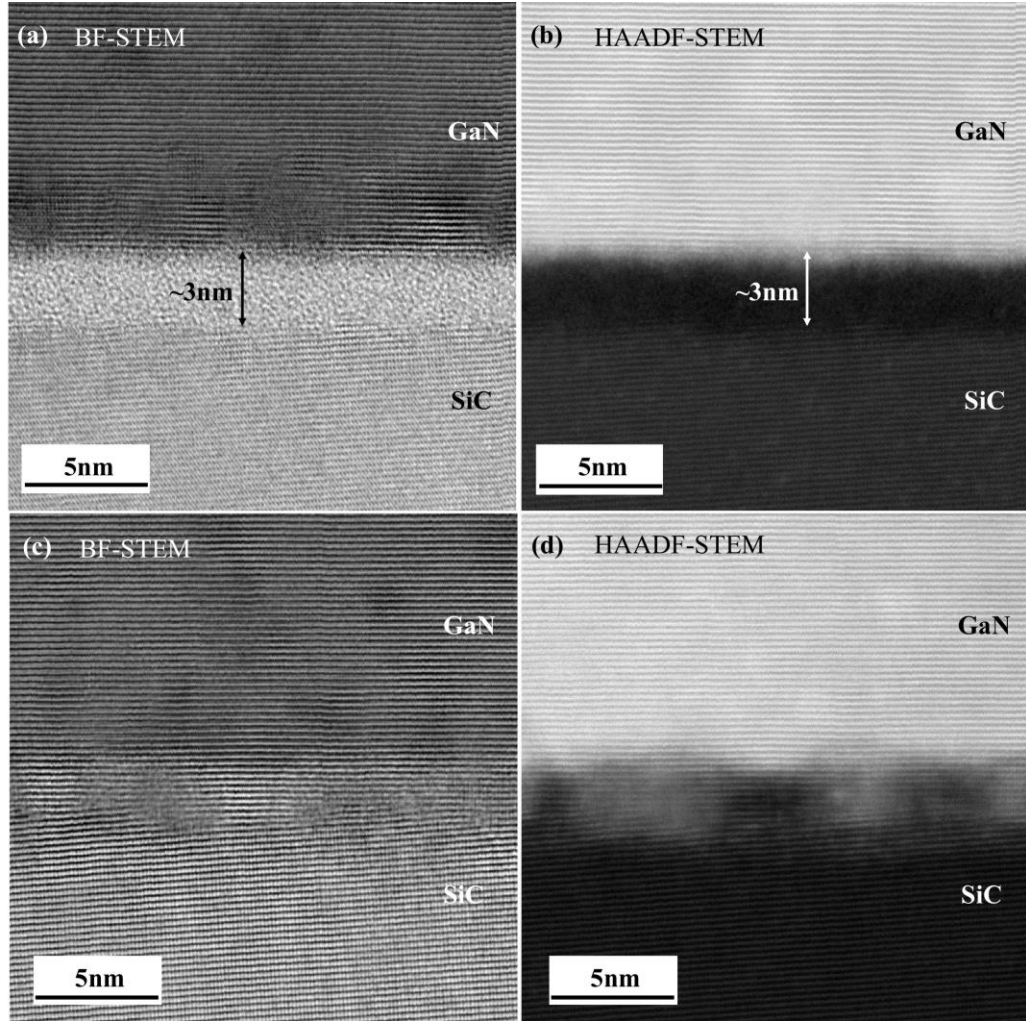 (a) BF-STEM
GaN
~3nm
SiC
5nm
(b) HAADF-STEM
GaN
~3nm
SiC
5nm
(c) BF-STEM
GaN
SiC
5nm
(d) HAADF-STEM
GaN
SiC
5nm